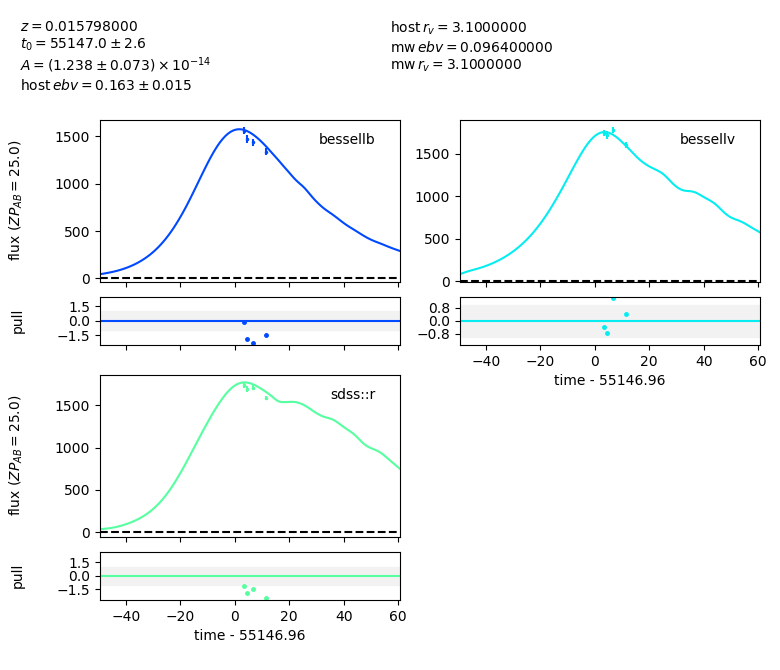 z = 0.015798000
t₀ = 55147.0 ± 2.6
A = (1.238 ± 0.073) × 10⁻¹⁴
host ebv = 0.163 ± 0.015
host r_v = 3.1000000
mw ebv = 0.096400000
mw r_v = 3.1000000
bessellb
flux (ZP_AB = 25.0)
1500
1000
500
0
pull
1.5
0.0
−1.5
bessellv
1500
1000
500
0
0.8
0.0
−0.8
−40 −20 0 20 40 60
time - 55146.96
sdss::r
flux (ZP_AB = 25.0)
1500
1000
500
0
pull
1.5
0.0
−1.5
−40 −20 0 20 40 60
time - 55146.96